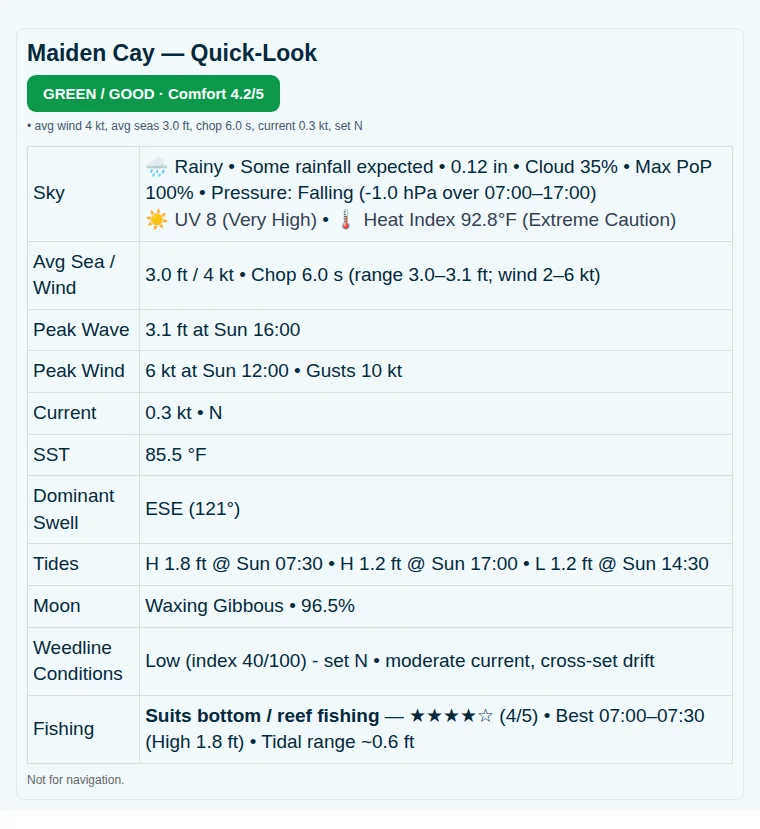 Maiden Cay — Quick-Look
GREEN / GOOD · Comfort 4.2/5
• avg wind 4 kt, avg seas 3.0 ft, chop 6.0 s, current 0.3 kt, set N
Sky
🌧️ Rainy • Some rainfall expected • 0.12 in • Cloud 35% • Max PoP
100% • Pressure: Falling (-1.0 hPa over 07:00–17:00)
☀️ UV 8 (Very High) • 🌡️ Heat Index 92.8°F (Extreme Caution)
Avg Sea /
Wind
3.0 ft / 4 kt • Chop 6.0 s (range 3.0–3.1 ft; wind 2–6 kt)
Peak Wave
3.1 ft at Sun 16:00
Peak Wind
6 kt at Sun 12:00 • Gusts 10 kt
Current
0.3 kt • N
SST
85.5 °F
Dominant
Swell
ESE (121°)
Tides
H 1.8 ft @ Sun 07:30 • H 1.2 ft @ Sun 17:00 • L 1.2 ft @ Sun 14:30
Moon
Waxing Gibbous • 96.5%
Weedline
Conditions
Low (index 40/100) - set N • moderate current, cross-set drift
Fishing
Suits bottom / reef fishing — ★★★★☆ (4/5) • Best 07:00–07:30
(High 1.8 ft) • Tidal range ~0.6 ft
Not for navigation.